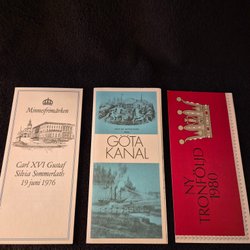 Minnesfrimärken
Carl XVI Gustaf
Silvia Sommerlath
19 juni 1976
GÖTA
KANAL
NY
TRONFÖLJD
1980